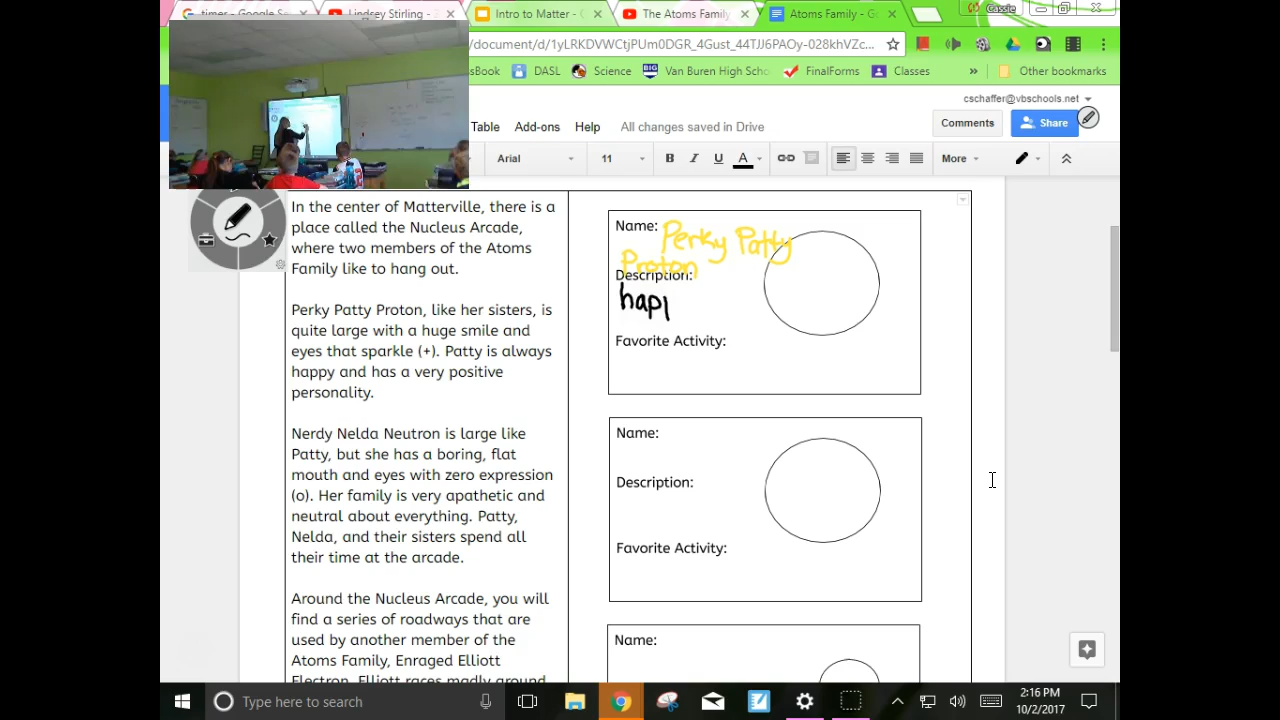 timer - Google S
Lindsey Stirling - 
Intro to Matter - G
The Atoms Family
Atoms Family - Go
Cassie
/document/d/1yLRKDVWCtjPUm0DGR_4Gust_44TJJ6PAOy-028khVZc...
sBook DASL Science BIG Van Buren High Scho FinalForms Classes » Other bookmarks
cschaffer@vbschools.net
Table Add-ons Help All changes saved in Drive Comments Share
Arial 11 B I U A More
In the center of Matterville, there is a
place called the Nucleus Arcade,
where two members of the Atoms
Family like to hang out.
Perky Patty Proton, like her sisters, is
quite large with a huge smile and
eyes that sparkle (+). Patty is always
happy and has a very positive
personality.
Nerdy Nelda Neutron is large like
Patty, but she has a boring, flat
mouth and eyes with zero expression
(o). Her family is very apathetic and
neutral about everything. Patty,
Nelda, and their sisters spend all
their time at the arcade.
Around the Nucleus Arcade, you will
find a series of roadways that are
used by another member of the
Atoms Family, Enraged Elliott
Electron. Elliott races madly around
Name: Perky Patty
Proton
Description:
hap
Favorite Activity:
Name:
Description:
Favorite Activity:
Name:
Type here to search
2:16 PM
10/2/2017